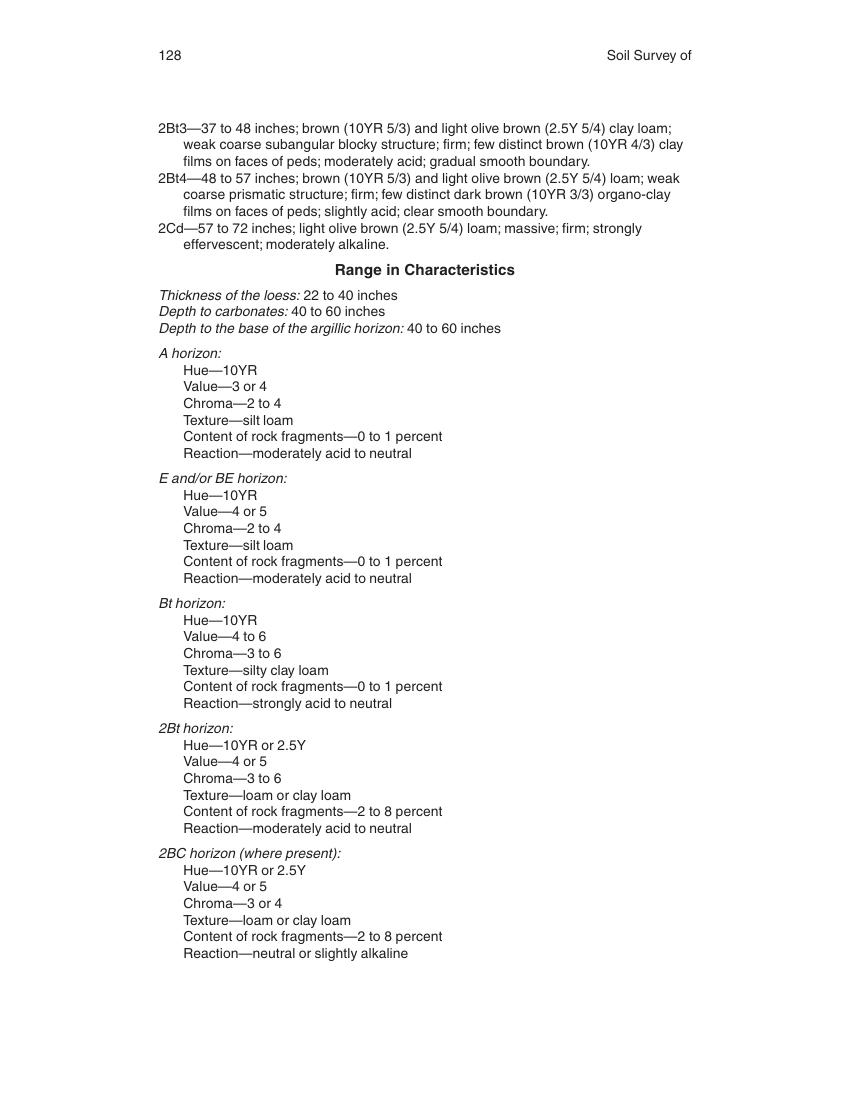 128
Soil Survey of
2Bt3—37 to 48 inches; brown (10YR 5/3) and light olive brown (2.5Y 5/4) clay loam;
weak coarse subangular blocky structure; firm; few distinct brown (10YR 4/3) clay
films on faces of peds; moderately acid; gradual smooth boundary.
2Bt4—48 to 57 inches; brown (10YR 5/3) and light olive brown (2.5Y 5/4) loam; weak
coarse prismatic structure; firm; few distinct dark brown (10YR 3/3) organo-clay
films on faces of peds; slightly acid; clear smooth boundary.
2Cd—57 to 72 inches; light olive brown (2.5Y 5/4) loam; massive; firm; strongly
effervescent; moderately alkaline.
Range in Characteristics
Thickness of the loess: 22 to 40 inches
Depth to carbonates: 40 to 60 inches
Depth to the base of the argillic horizon: 40 to 60 inches
A horizon:
Hue—10YR
Value—3 or 4
Chroma—2 to 4
Texture—silt loam
Content of rock fragments—0 to 1 percent
Reaction—moderately acid to neutral
E and/or BE horizon:
Hue—10YR
Value—4 or 5
Chroma—2 to 4
Texture—silt loam
Content of rock fragments—0 to 1 percent
Reaction—moderately acid to neutral
Bt horizon:
Hue—10YR
Value—4 to 6
Chroma—3 to 6
Texture—silty clay loam
Content of rock fragments—0 to 1 percent
Reaction—strongly acid to neutral
2Bt horizon:
Hue—10YR or 2.5Y
Value—4 or 5
Chroma—3 to 6
Texture—loam or clay loam
Content of rock fragments—2 to 8 percent
Reaction—moderately acid to neutral
2BC horizon (where present):
Hue—10YR or 2.5Y
Value—4 or 5
Chroma—3 or 4
Texture—loam or clay loam
Content of rock fragments—2 to 8 percent
Reaction—neutral or slightly alkaline